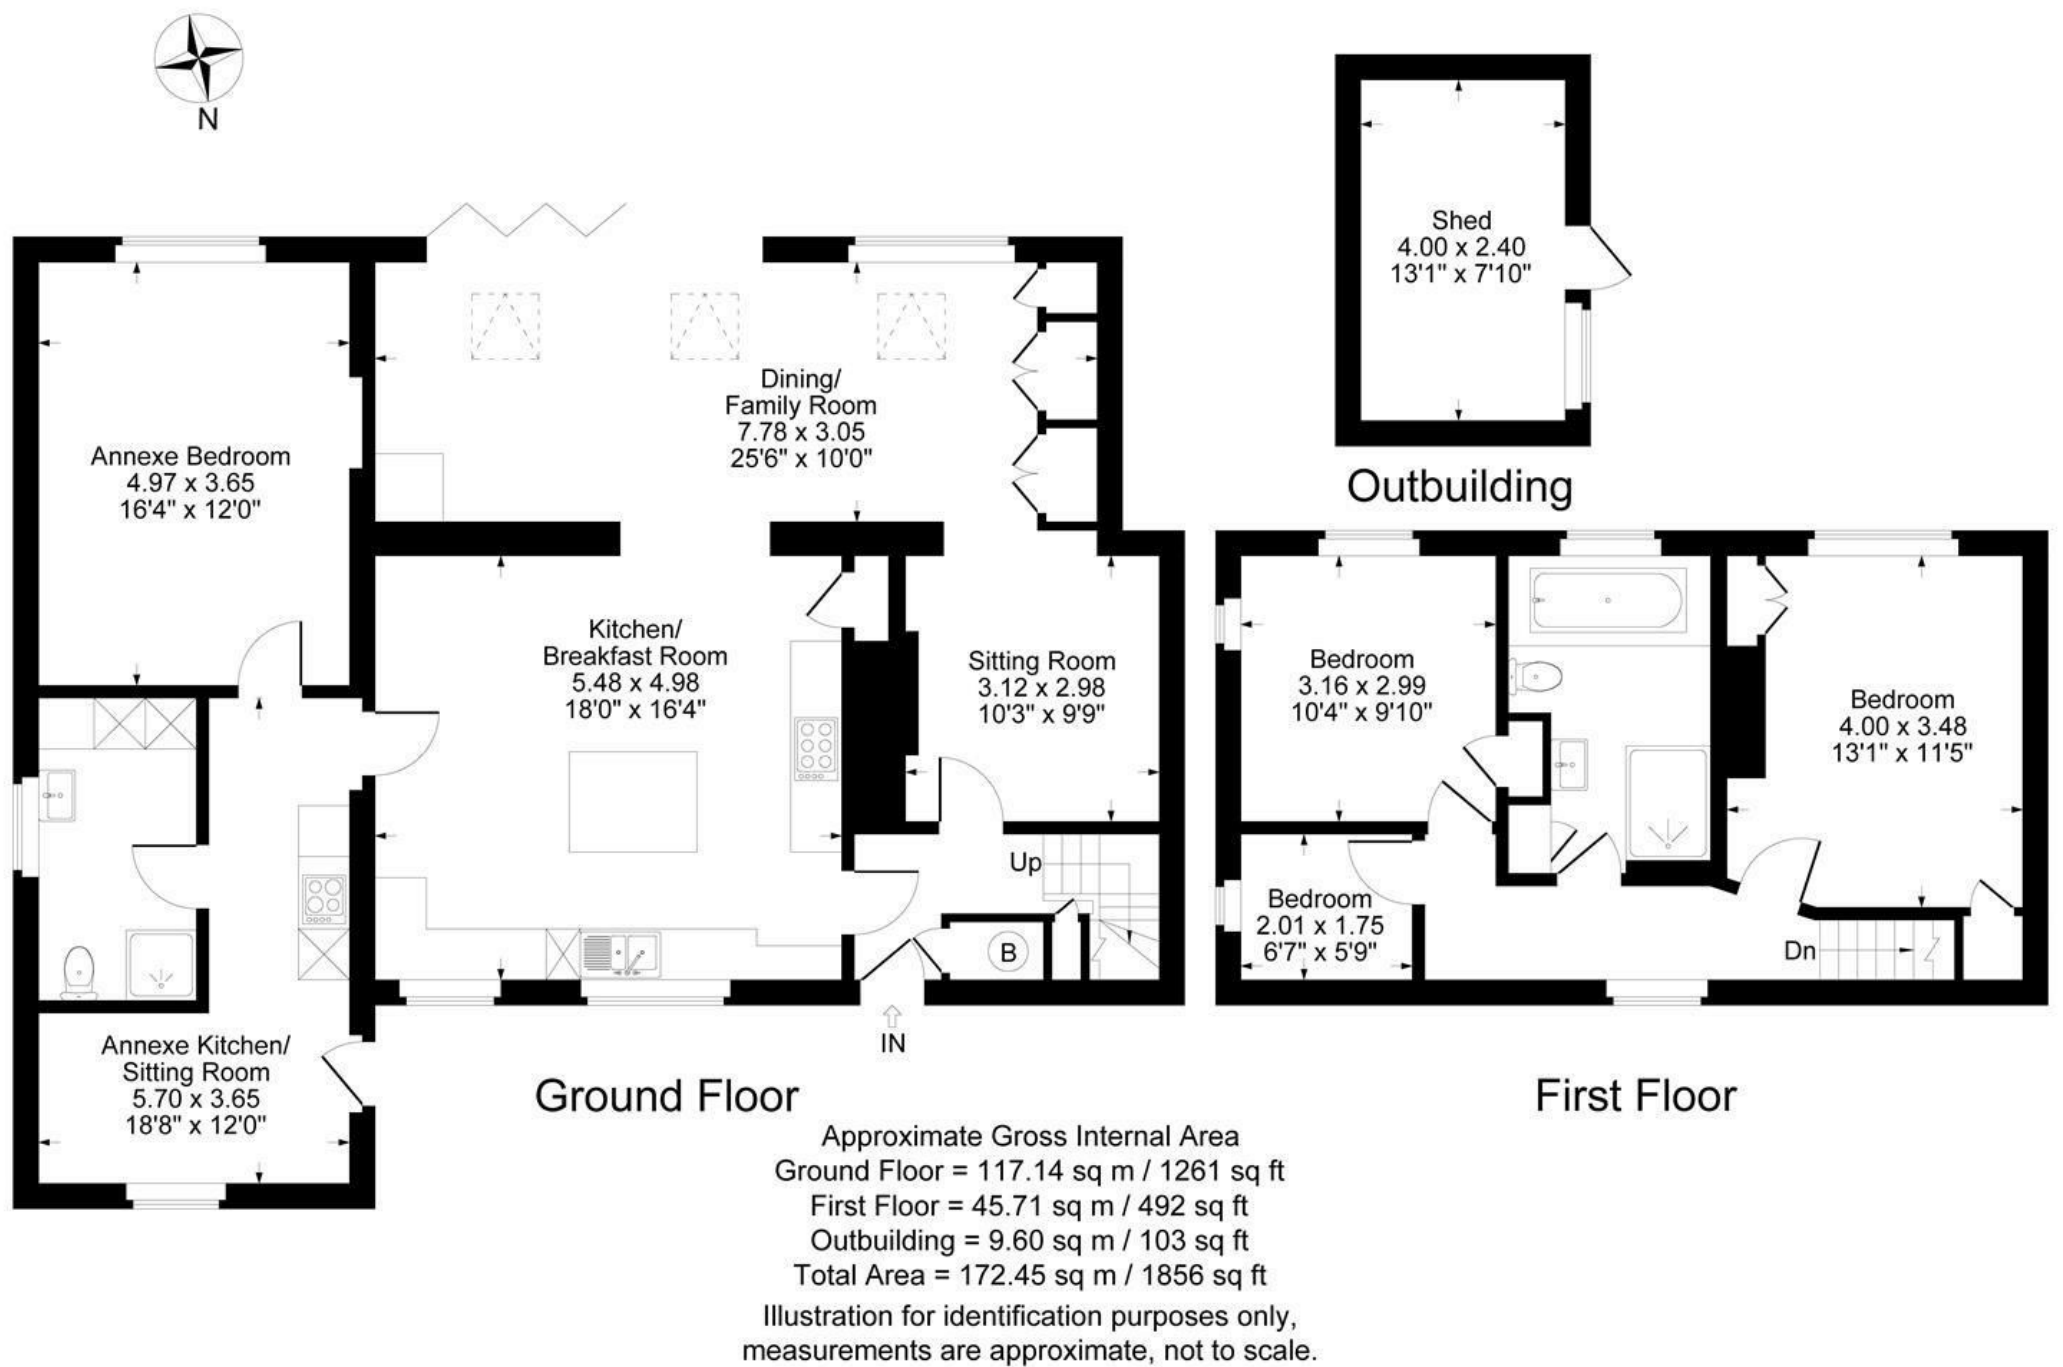 N
Shed
4.00 x 2.40
13'1" x 7'10"
Outbuilding
Annexe Bedroom
4.97 x 3.65
16'4" x 12'0"
Dining/
Family Room
7.78 x 3.05
25'6" x 10'0"
Kitchen/
Breakfast Room
5.48 x 4.98
18'0" x 16'4"
Sitting Room
3.12 x 2.98
10'3" x 9'9"
Up
B
IN
Annexe Kitchen/
Sitting Room
5.70 x 3.65
18'8" x 12'0"
Ground Floor
Bedroom
3.16 x 2.99
10'4" x 9'10"
Bedroom
4.00 x 3.48
13'1" x 11'5"
Bedroom
2.01 x 1.75
6'7" x 5'9"
Dn
First Floor
Approximate Gross Internal Area
Ground Floor = 117.14 sq m / 1261 sq ft
First Floor = 45.71 sq m / 492 sq ft
Outbuilding = 9.60 sq m / 103 sq ft
Total Area = 172.45 sq m / 1856 sq ft
Illustration for identification purposes only,
measurements are approximate, not to scale.